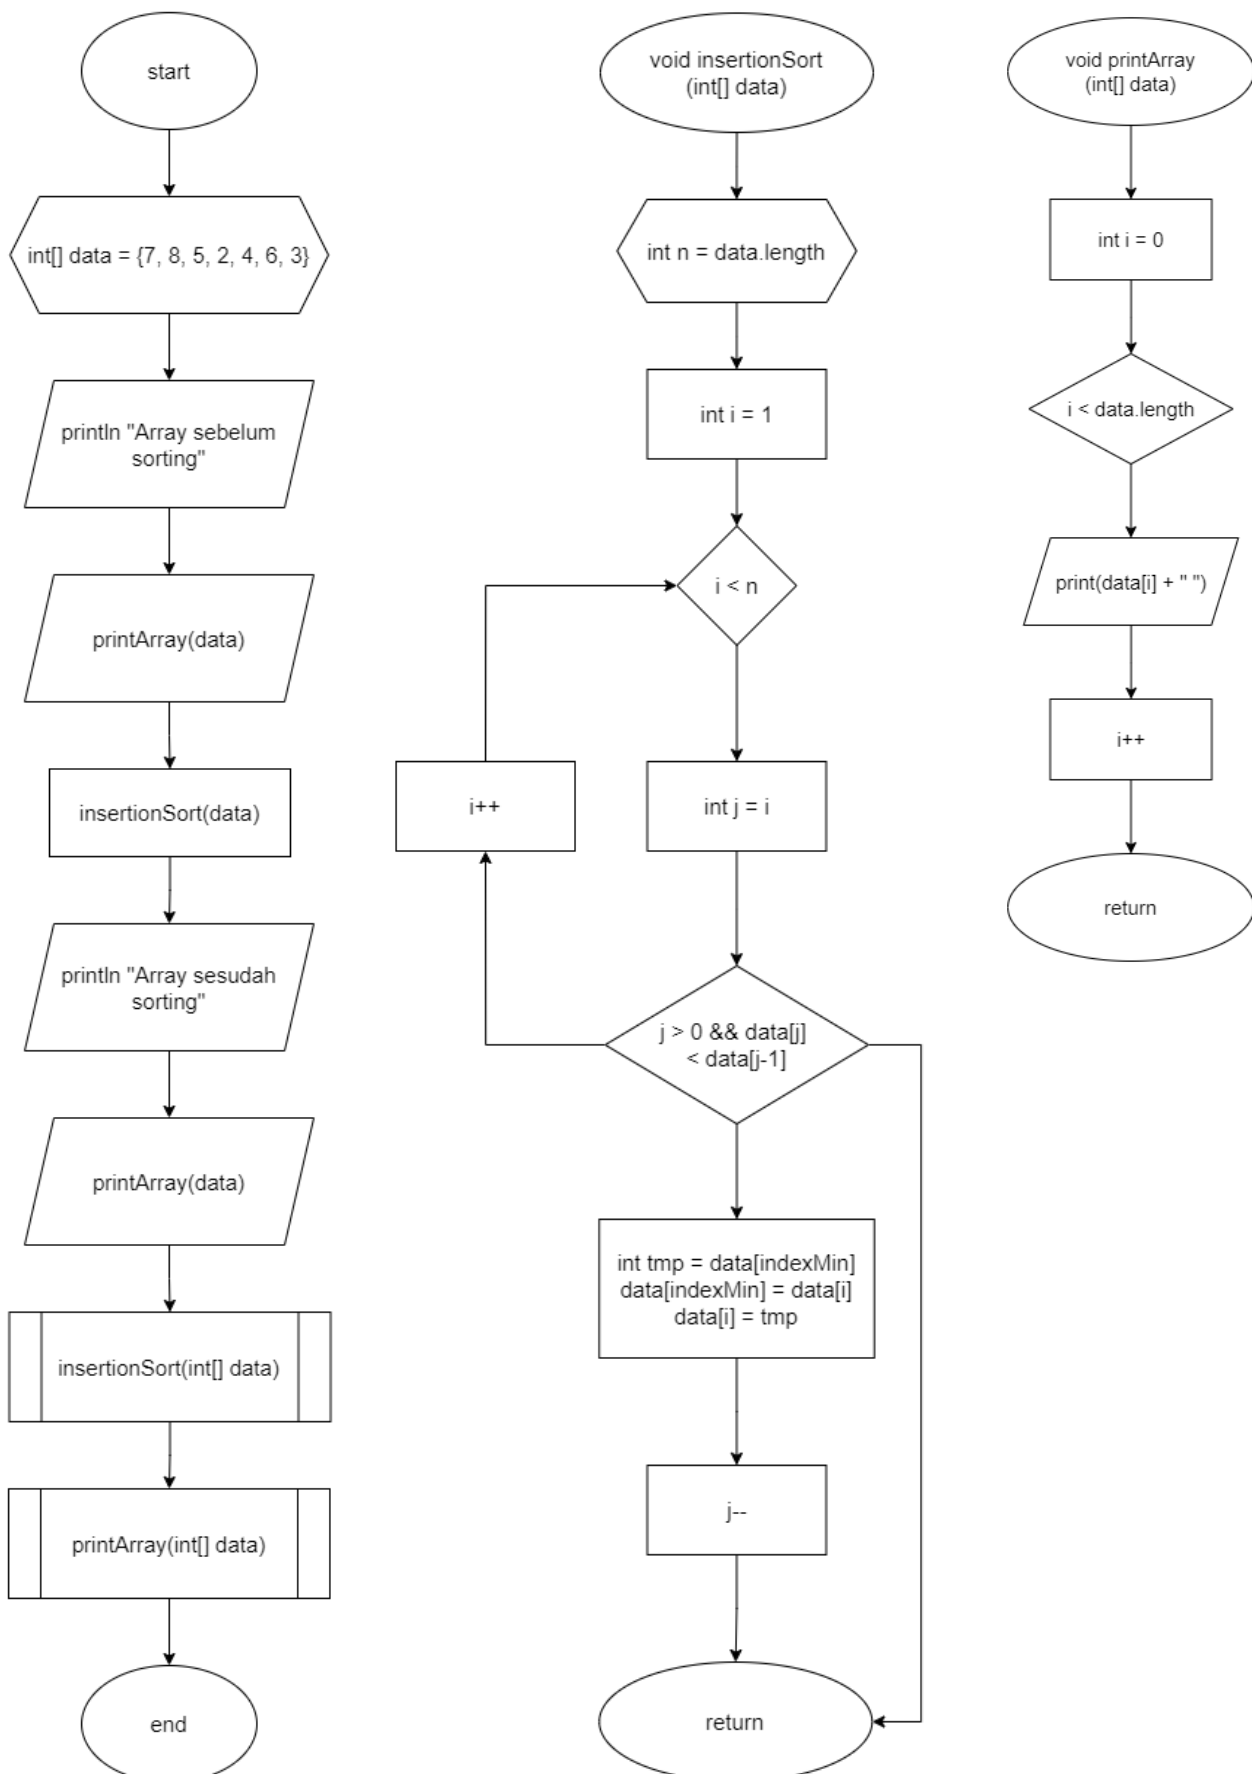 start
int[] data = {7, 8, 5, 2, 4, 6, 3}
println "Array sebelum
sorting"
printArray(data)
insertionSort(data)
println "Array sesudah
sorting"
printArray(data)
insertionSort(int[] data)
printArray(int[] data)
end
void insertionSort
(int[] data)
int n = data.length
int i = 1
i < n
i++
int j = i
j > 0 && data[j]
< data[j-1]
int tmp = data[indexMin]
data[indexMin] = data[i]
data[i] = tmp
j--
return
void printArray
(int[] data)
int i = 0
i < data.length
print(data[i] + " ")
i++
return